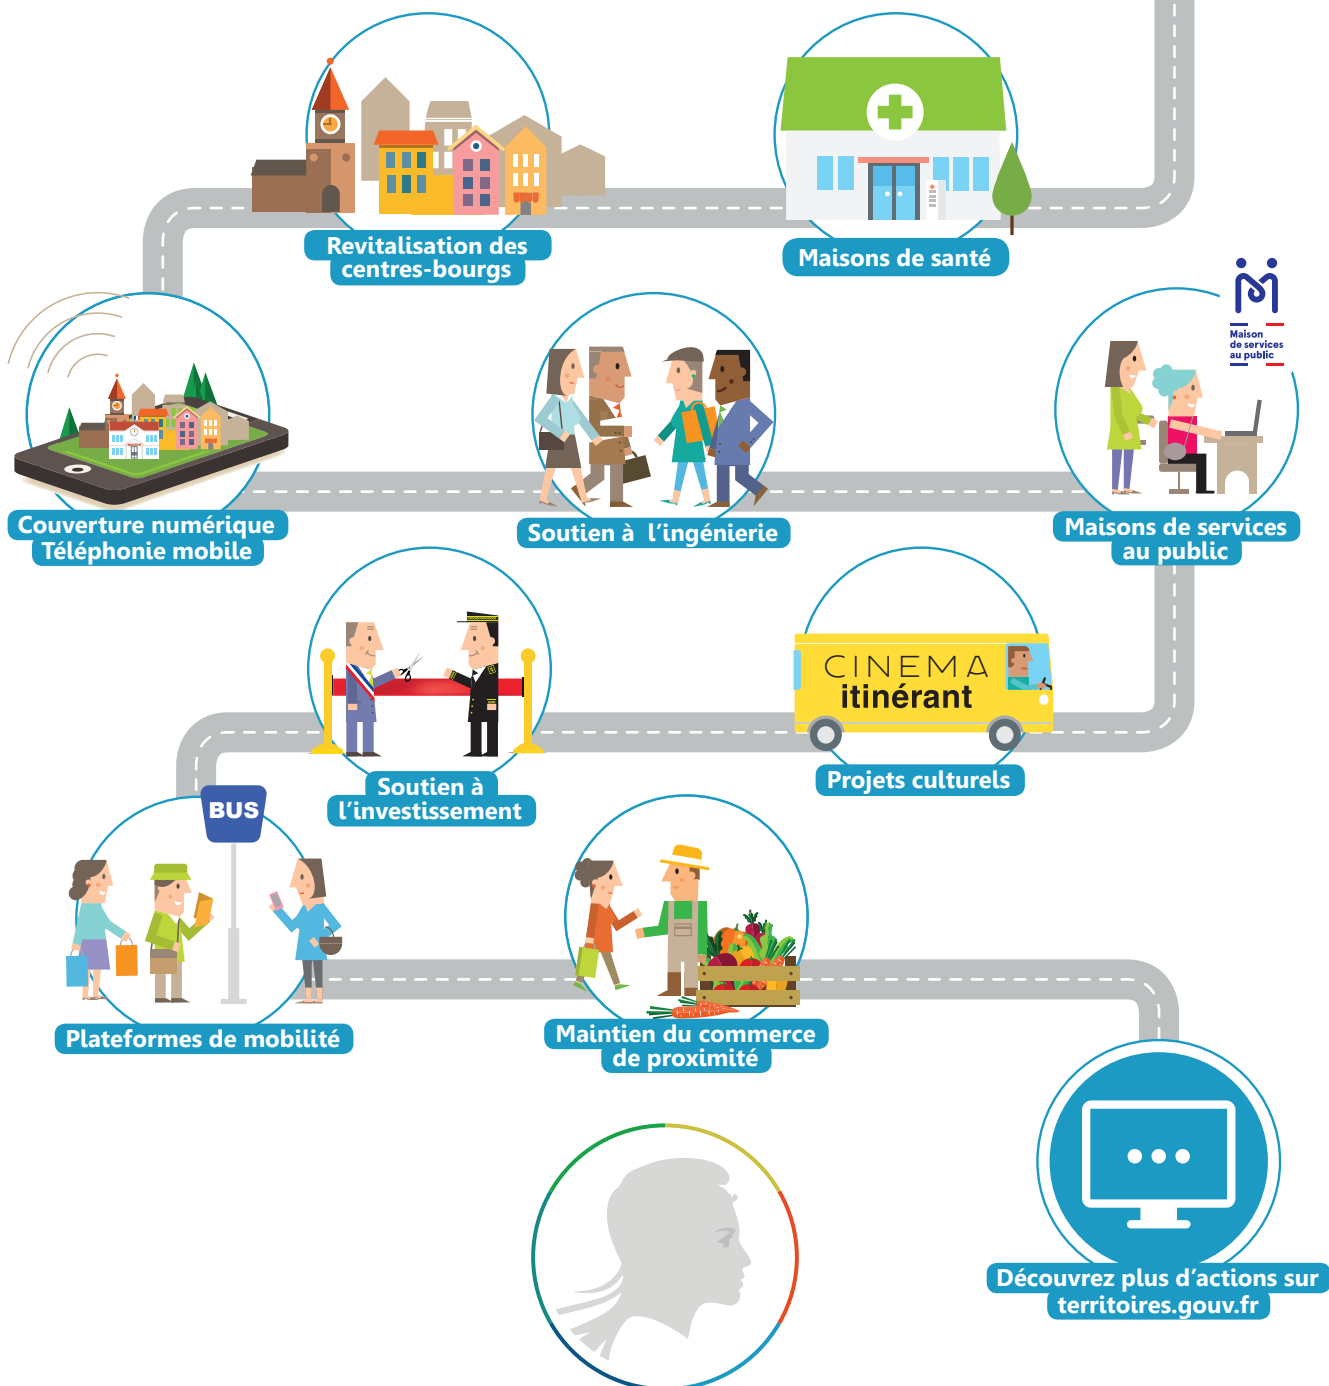 Revitalisation des
centres-bourgs
Maisons de santé
Maison
de services
au public
Couverture numérique
Téléphonie mobile
Soutien à l'ingénierie
Maisons de services
au public
CINEMA
itinérant
Soutien à
l'investissement
Projets culturels
BUS
Plateformes de mobilité
Maintien du commerce
de proximité
Découvrez plus d'actions sur
territoires.gouv.fr